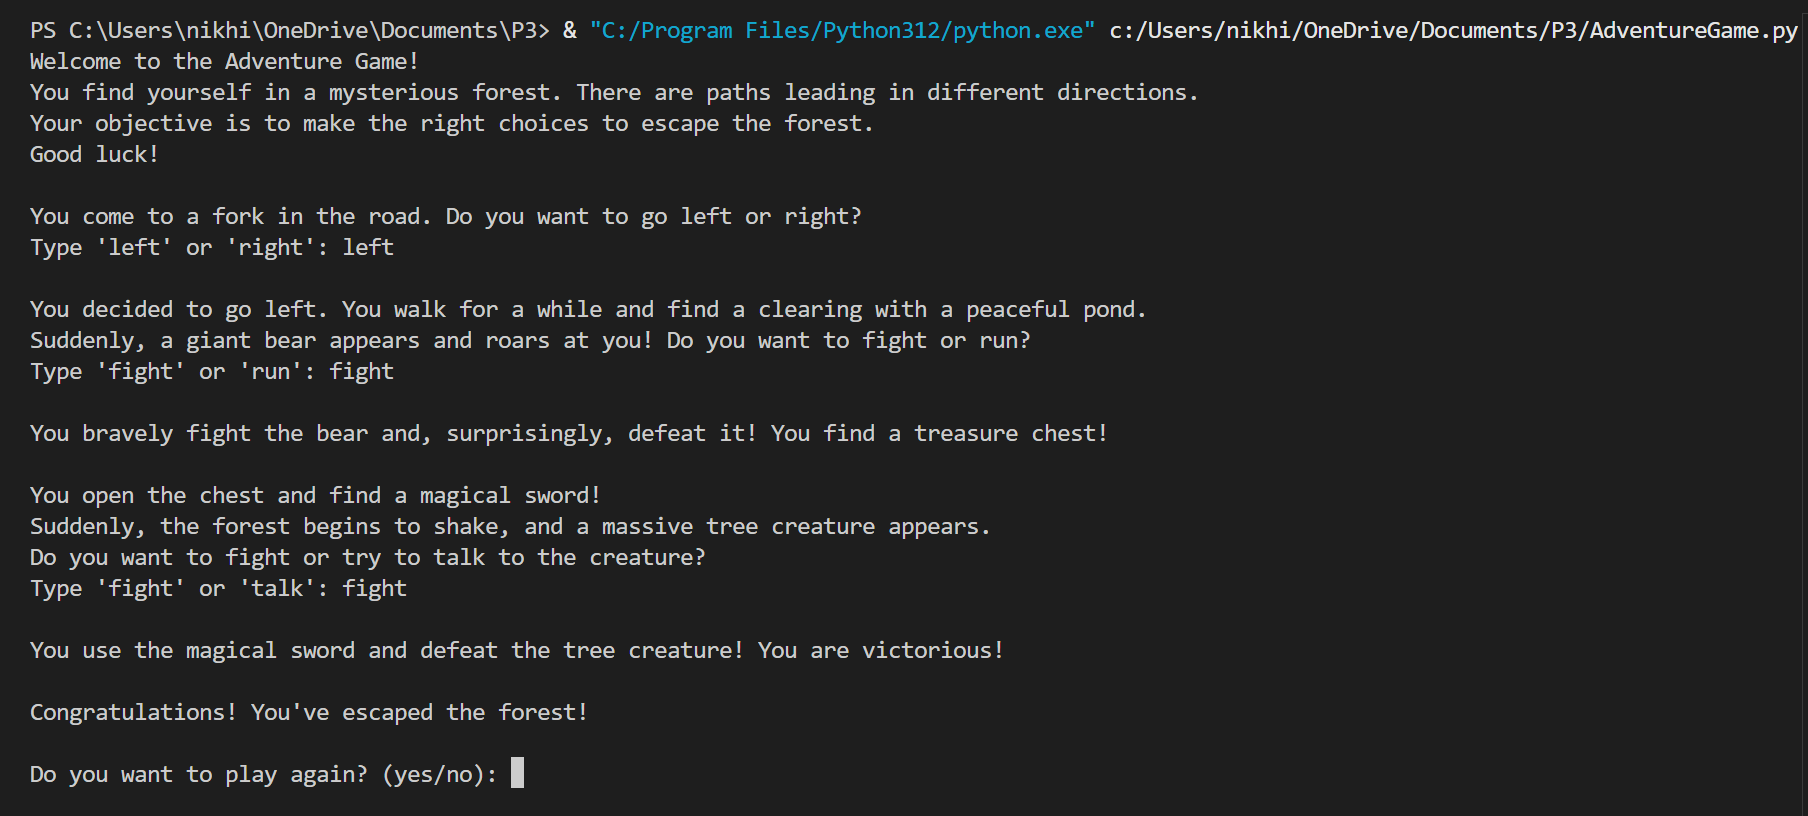 PS C:\Users\nikhi\OneDrive\Documents\P3> & "C:/Program Files/Python312/python.exe" c:/Users/nikhi/OneDrive/Documents/P3/AdventureGame.py
Welcome to the Adventure Game!
You find yourself in a mysterious forest. There are paths leading in different directions.
Your objective is to make the right choices to escape the forest.
Good luck!
You come to a fork in the road. Do you want to go left or right?
Type 'left' or 'right': left
You decided to go left. You walk for a while and find a clearing with a peaceful pond.
Suddenly, a giant bear appears and roars at you! Do you want to fight or run?
Type 'fight' or 'run': fight
You bravely fight the bear and, surprisingly, defeat it! You find a treasure chest!
You open the chest and find a magical sword!
Suddenly, the forest begins to shake, and a massive tree creature appears.
Do you want to fight or try to talk to the creature?
Type 'fight' or 'talk': fight
You use the magical sword and defeat the tree creature! You are victorious!
Congratulations! You've escaped the forest!
Do you want to play again? (yes/no):